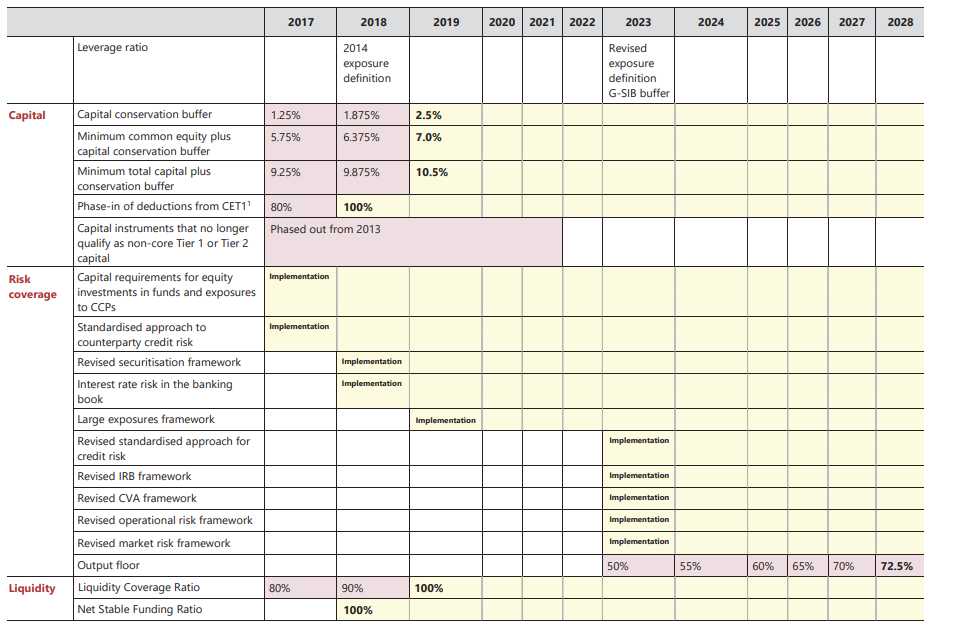 2017 2018 2019 2020 2021 2022 2023 2024 2025 2026 2027 2028
Leverage ratio 2014 Revised
exposure exposure
definition definition
G-SIB buffer
Capital Capital conservation buffer 1.25% 1.875% 2.5%
Minimum common equity plus 5.75% 6.375% 7.0%
capital conservation buffer
Minimum total capital plus 9.25% 9.875% 10.5%
conservation buffer
Phase-in of deductions from CET1¹ 80% 100%
Capital instruments that no longer Phased out from 2013
qualify as non-core Tier 1 or Tier 2
capital
Risk Capital requirements for equity Implementation
coverage investments in funds and exposures
to CCPs
Standardised approach to Implementation
counterparty credit risk
Revised securitisation framework Implementation
Interest rate risk in the banking Implementation
book
Large exposures framework Implementation
Revised standardised approach for Implementation
credit risk
Revised IRB framework Implementation
Revised CVA framework Implementation
Revised operational risk framework Implementation
Revised market risk framework Implementation
Output floor 50% 55% 60% 65% 70% 72.5%
Liquidity Liquidity Coverage Ratio 80% 90% 100%
Net Stable Funding Ratio 100%